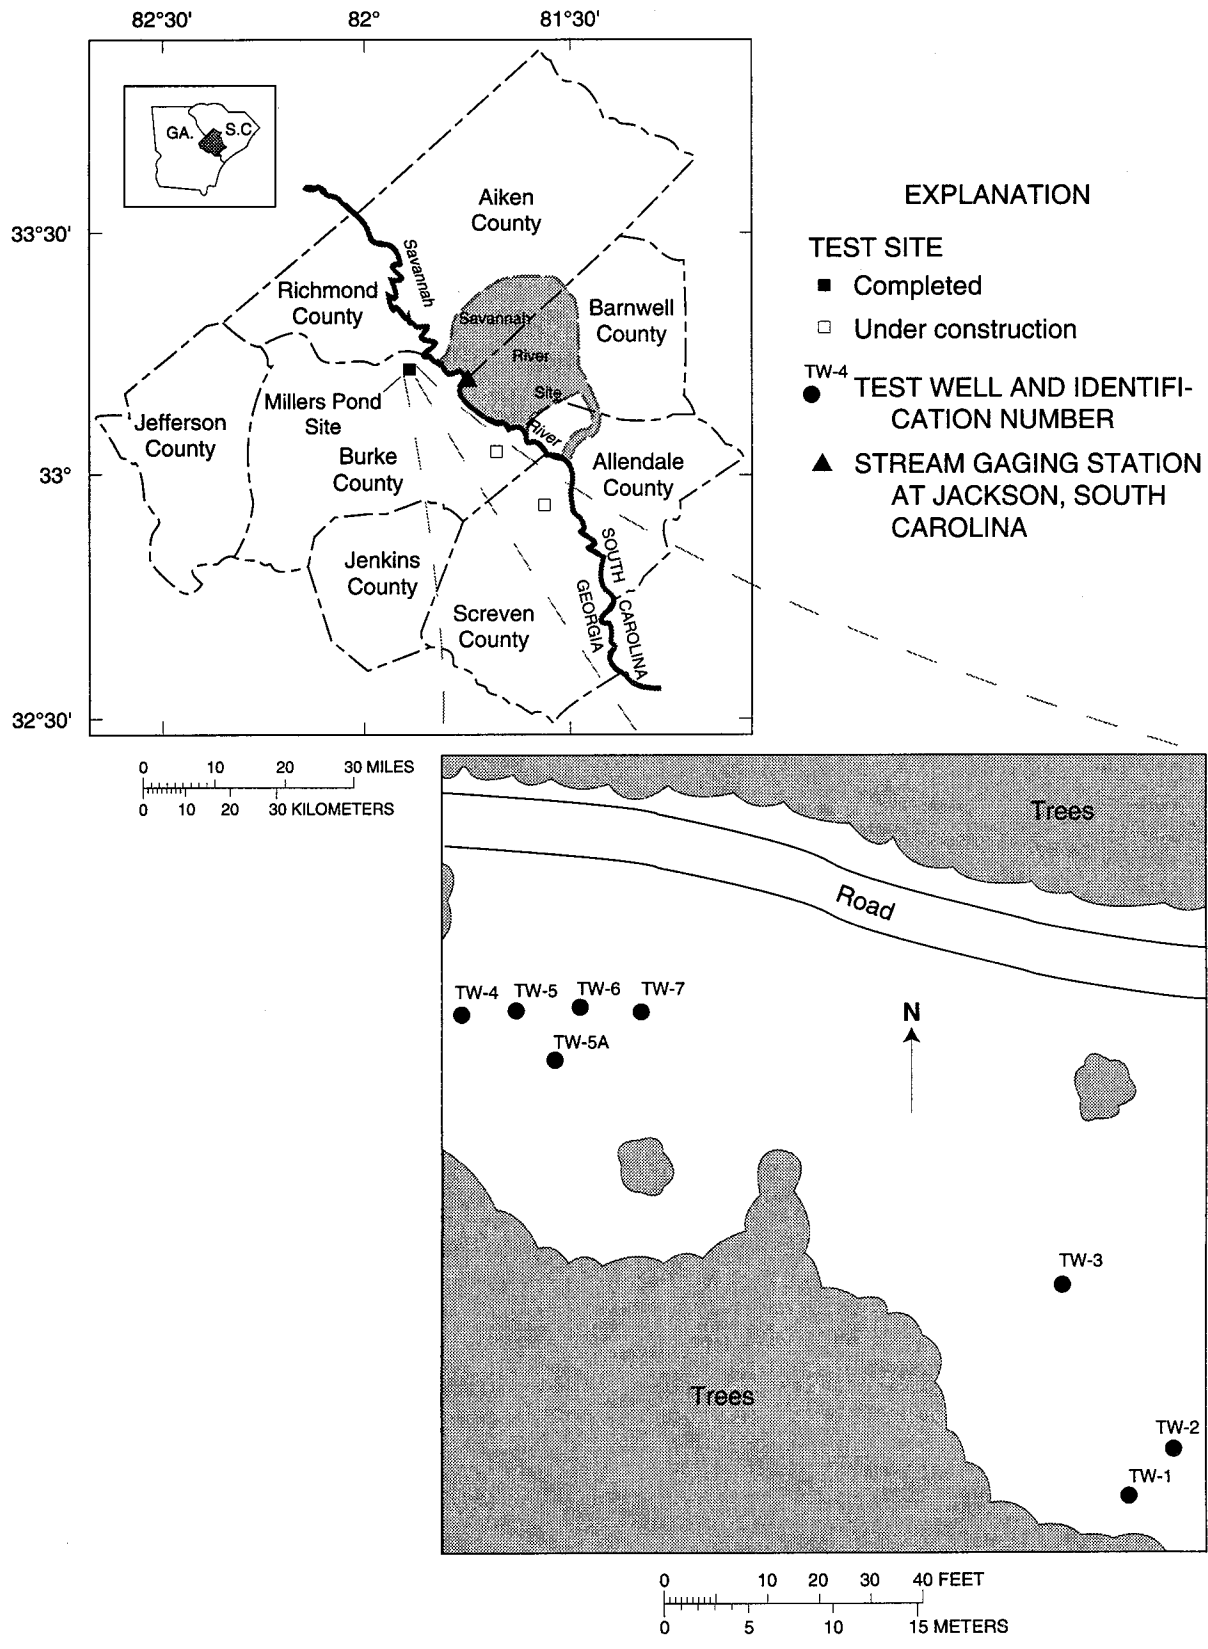 82°30' 82° 81°30'
GA. S.C
33°30'
33°
32°30'
Aiken
County
Savannah
Richmond
County
Savannah
River
Site
Barnwell
County
Millers Pond
Site
Jefferson
County
River
Burke
County
Allendale
County
Jenkins
County
Screven
County
SOUTH CAROLINA
GEORGIA
0 10 20 30 MILES
0 10 20 30 KILOMETERS
EXPLANATION
TEST SITE
Completed
Under construction
TW-4
TEST WELL AND IDENTIFI-
CATION NUMBER
STREAM GAGING STATION
AT JACKSON, SOUTH
CAROLINA
Trees
Road
TW-4 TW-5 TW-6 TW-7
TW-5A
N
TW-3
Trees
TW-2
TW-1
0 10 20 30 40 FEET
0 5 10 15 METERS